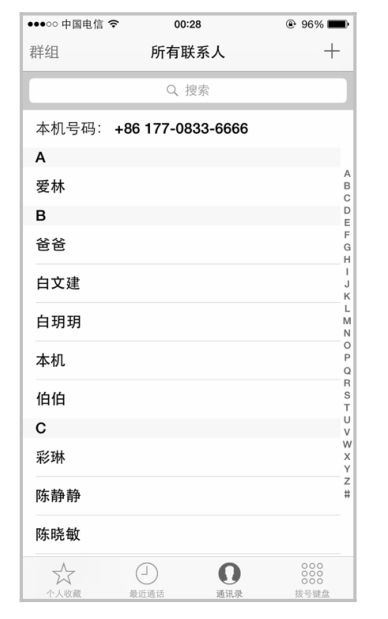 中国电信 00:28 96%
群组 所有联系人 +
搜索
本机号码: +86 177-0833-6666
A
爱林
B
爸爸
白文建
白玥玥
本机
伯伯
C
彩琳
陈静静
陈晓敏
A
B
C
D
E
F
G
H
I
J
K
L
M
N
O
P
Q
R
S
T
U
V
W
X
Y
Z
#
个人收藏 最近通话 通讯录 拨号键盘